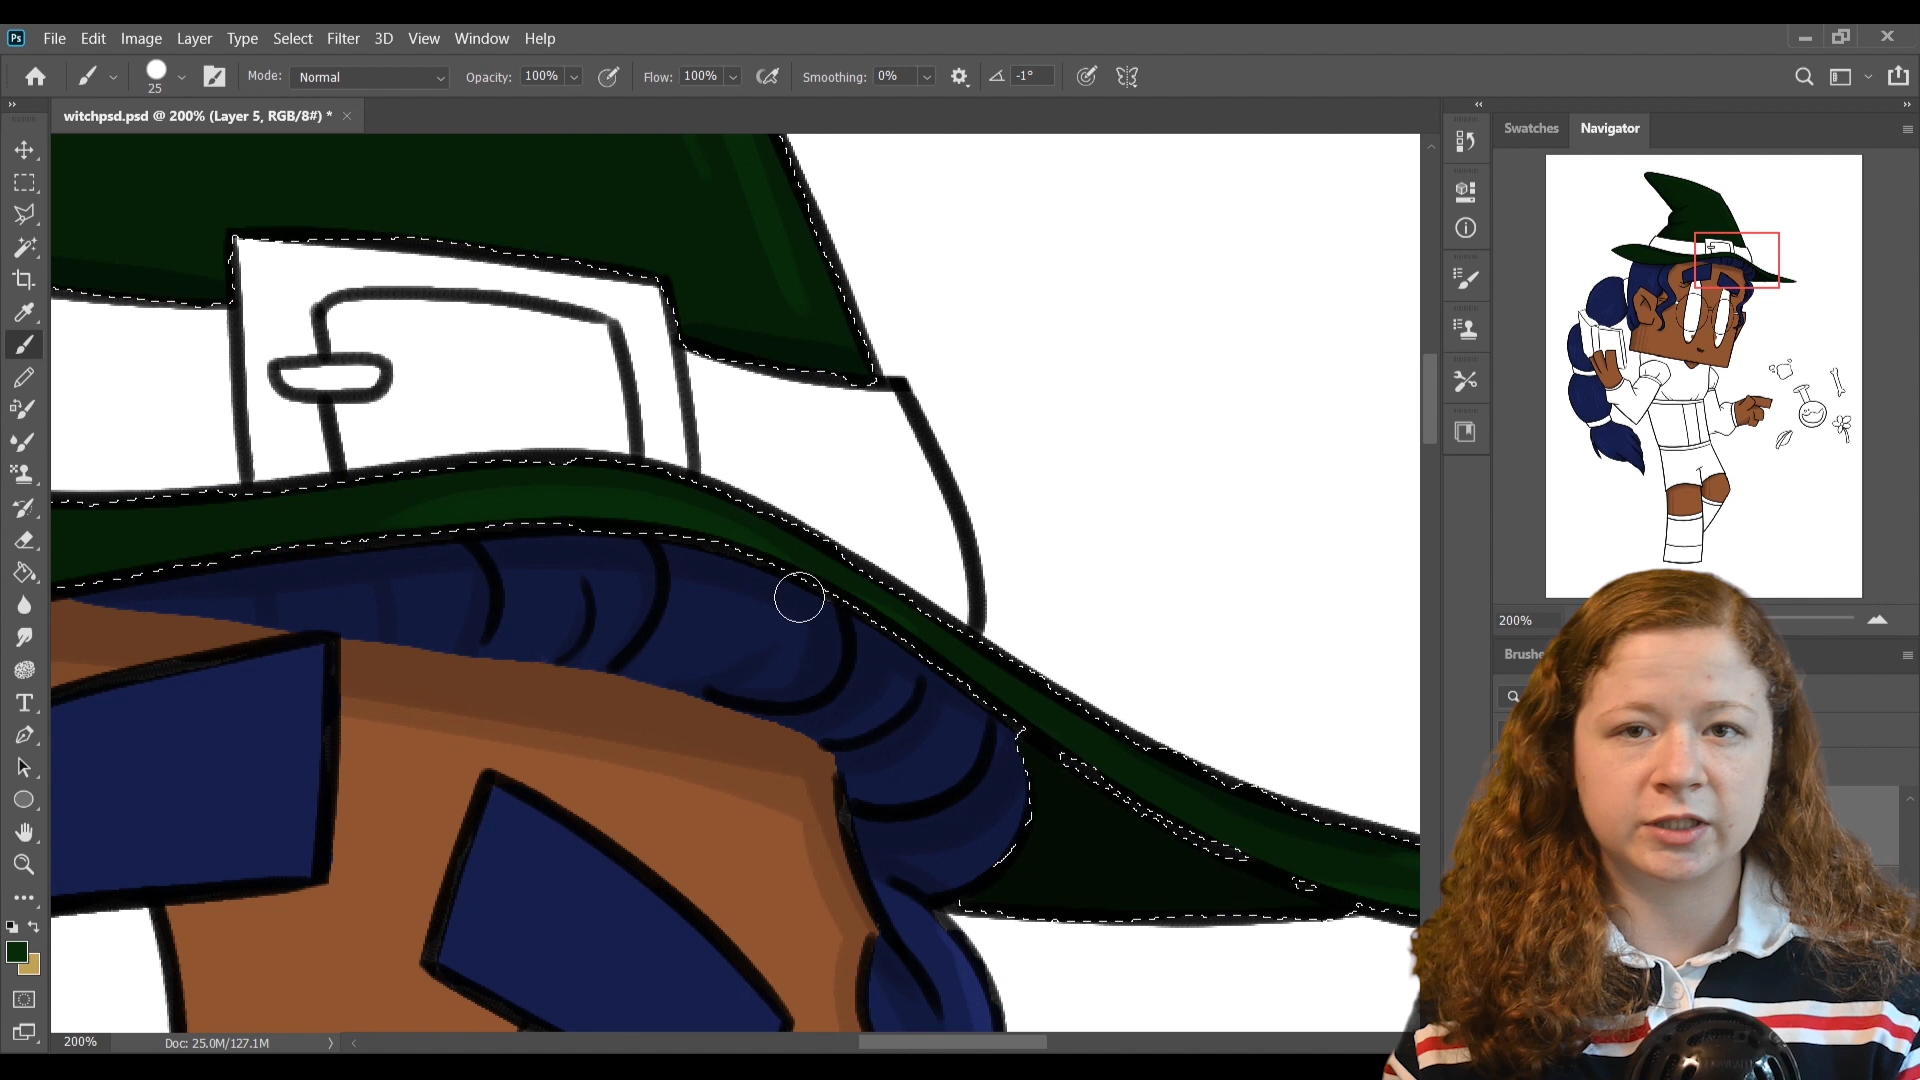 Ps File Edit Image Layer Type Select Filter 3D View Window Help
25 Mode: Normal Opacity: 100% Flow: 100% Smoothing: 0% -1°
witchpsd.psd @ 200% (Layer 5, RGB/8#) *
Swatches Navigator
200%
Brushe
T
200% Doc: 25.0M/127.1M